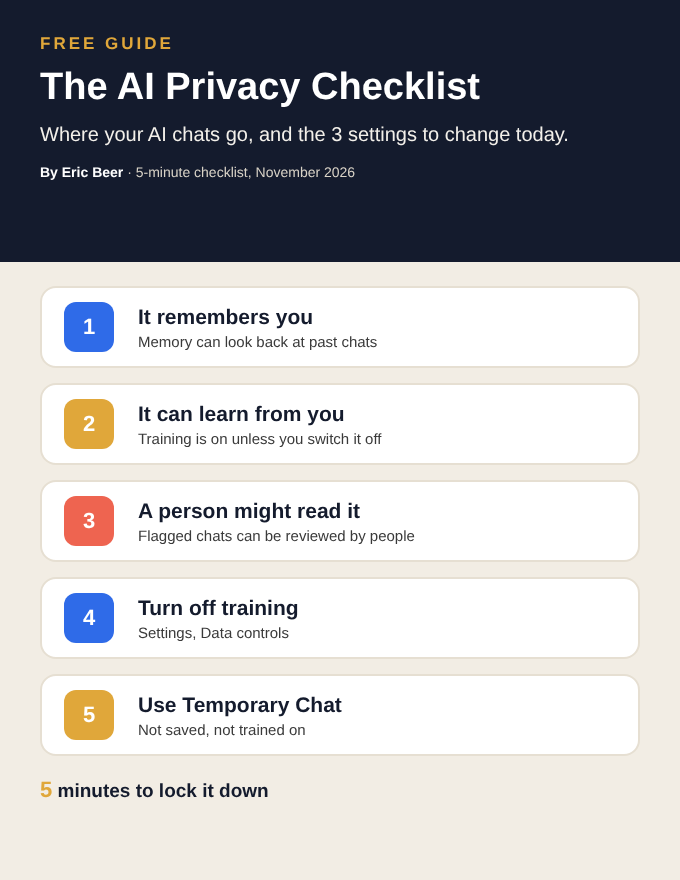 FREE GUIDE
The AI Privacy Checklist
Where your AI chats go, and the 3 settings to change today.
By Eric Beer · 5-minute checklist, November 2026
1
It remembers you
Memory can look back at past chats
2
It can learn from you
Training is on unless you switch it off
3
A person might read it
Flagged chats can be reviewed by people
4
Turn off training
Settings, Data controls
5
Use Temporary Chat
Not saved, not trained on
5 minutes to lock it down